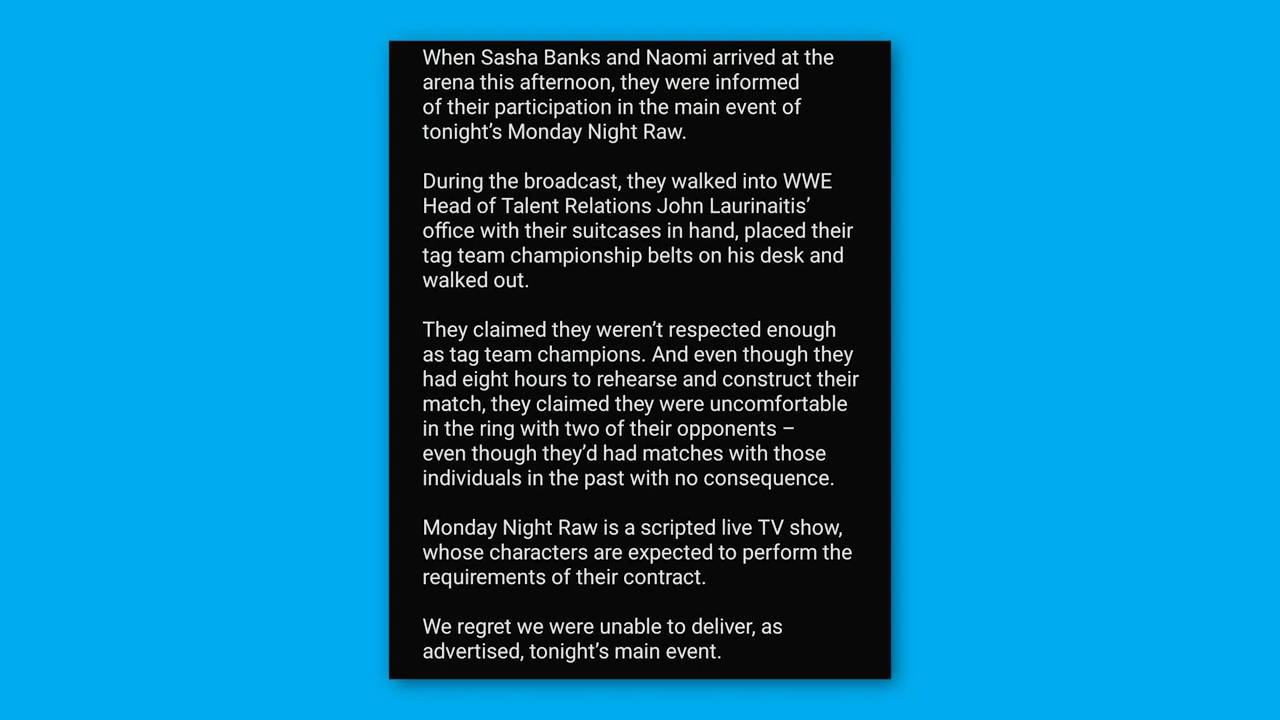 When Sasha Banks and Naomi arrived at the
arena this afternoon, they were informed
of their participation in the main event of
tonight’s Monday Night Raw.
During the broadcast, they walked into WWE
Head of Talent Relations John Laurinaitis’
office with their suitcases in hand, placed their
tag team championship belts on his desk and
walked out.
They claimed they weren’t respected enough
as tag team champions. And even though they
had eight hours to rehearse and construct their
match, they claimed they were uncomfortable
in the ring with two of their opponents –
even though they’d had matches with those
individuals in the past with no consequence.
Monday Night Raw is a scripted live TV show,
whose characters are expected to perform the
requirements of their contract.
We regret we were unable to deliver, as
advertised, tonight’s main event.